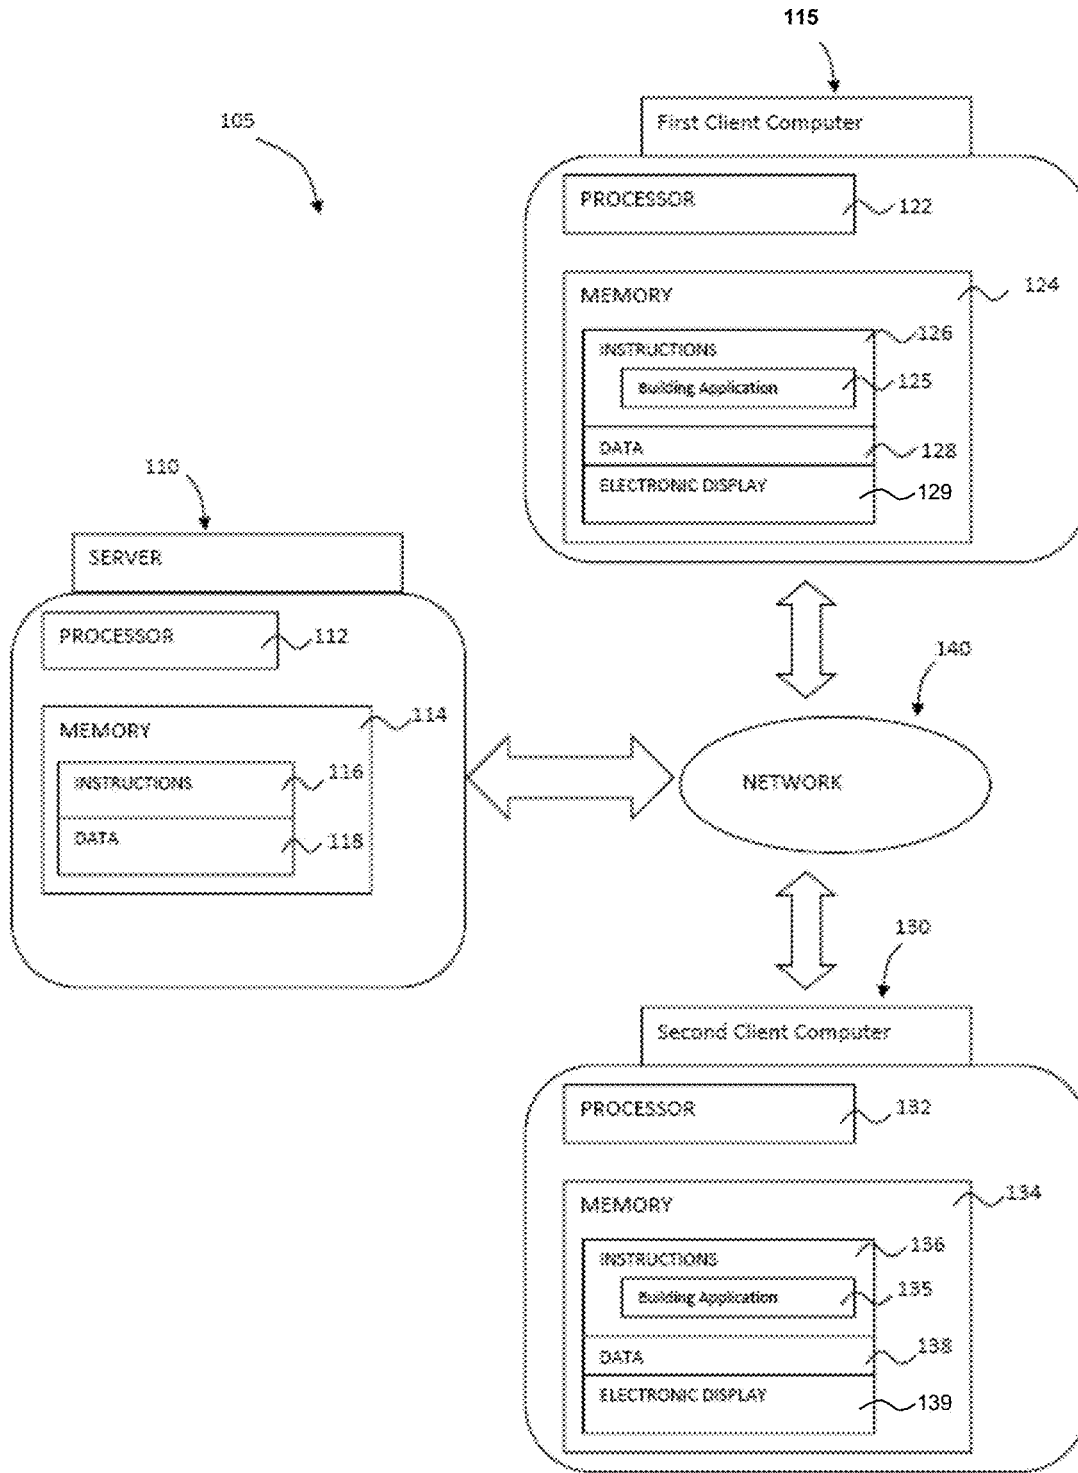 115
105
First Client Computer
PROCESSOR
122
MEMORY
124
INSTRUCTIONS
126
Building Application
125
DATA
128
ELECTRONIC DISPLAY
129
110
SERVER
PROCESSOR
112
MEMORY
114
INSTRUCTIONS
116
DATA
118
140
NETWORK
130
Second Client Computer
PROCESSOR
132
MEMORY
134
INSTRUCTIONS
136
Building Application
135
DATA
138
ELECTRONIC DISPLAY
139